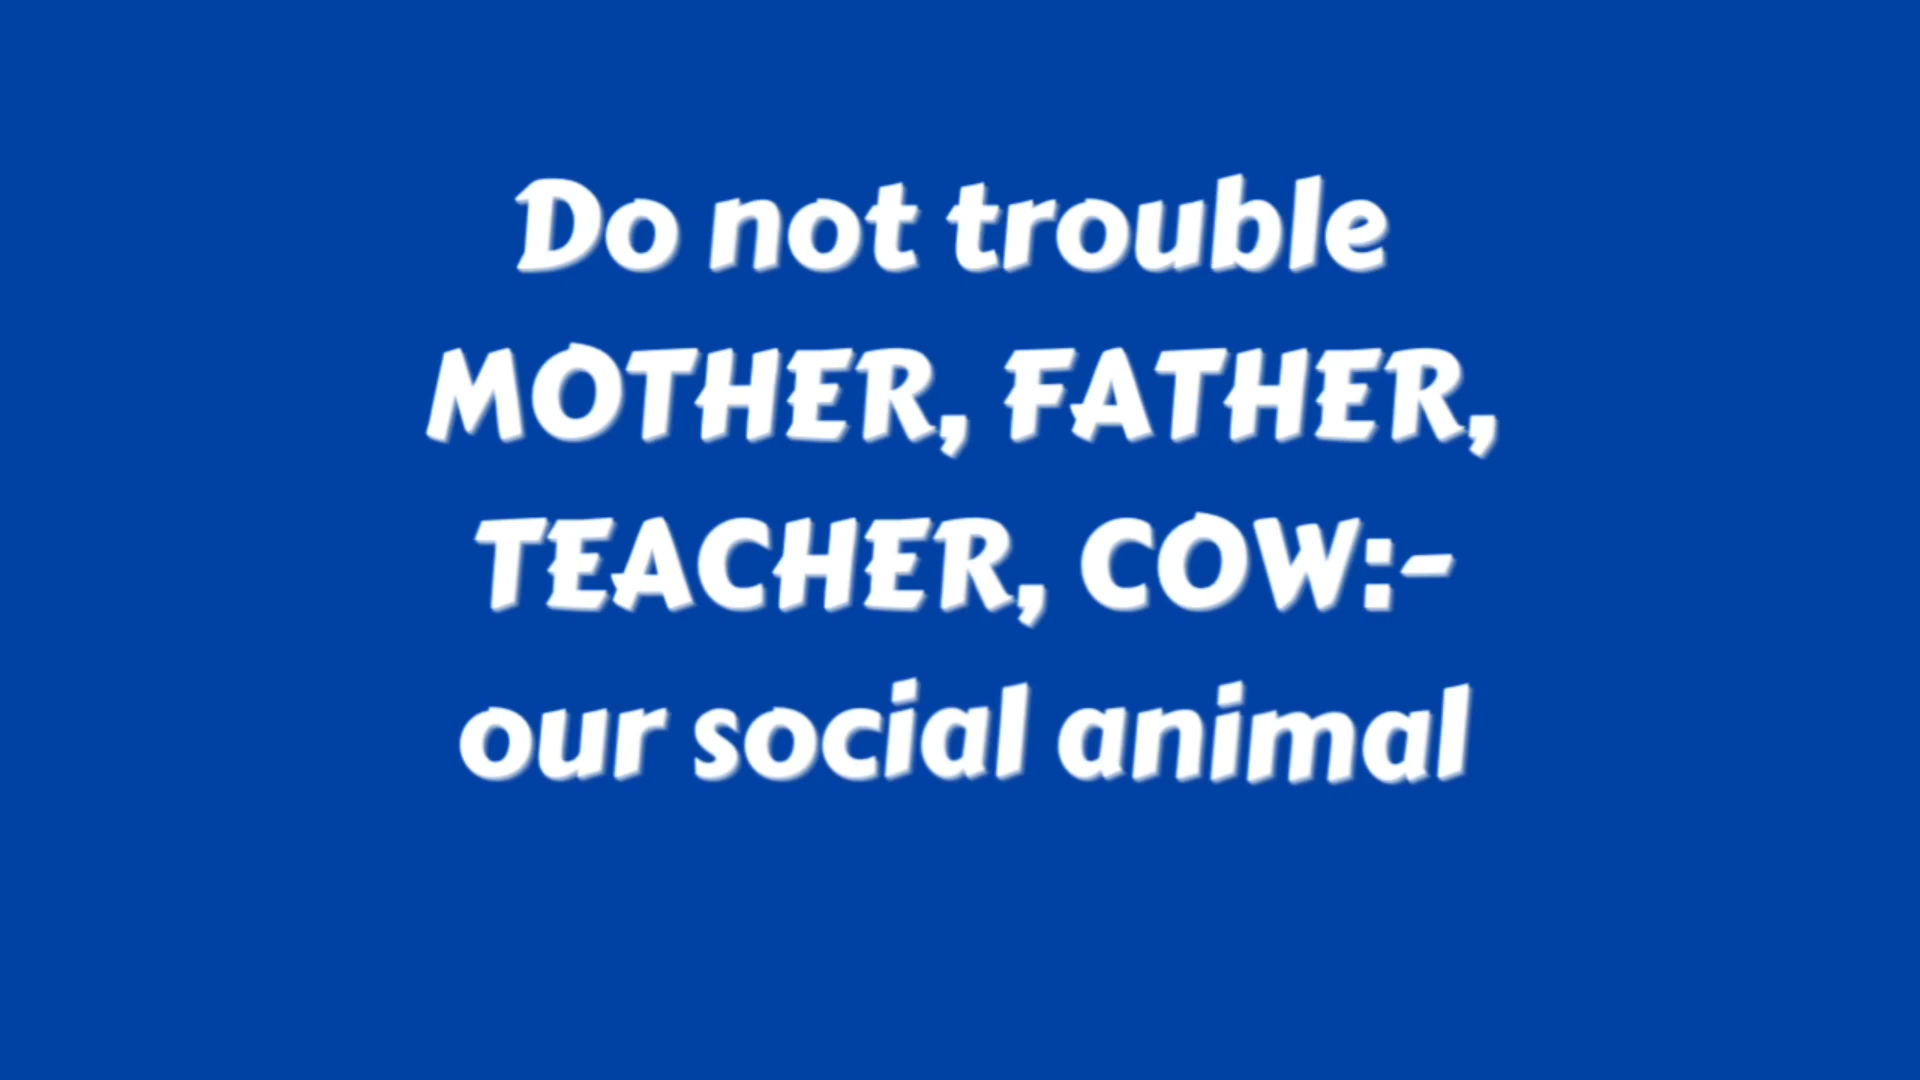 Do not trouble
MOTHER, FATHER,
TEACHER, COW:-
our social animal